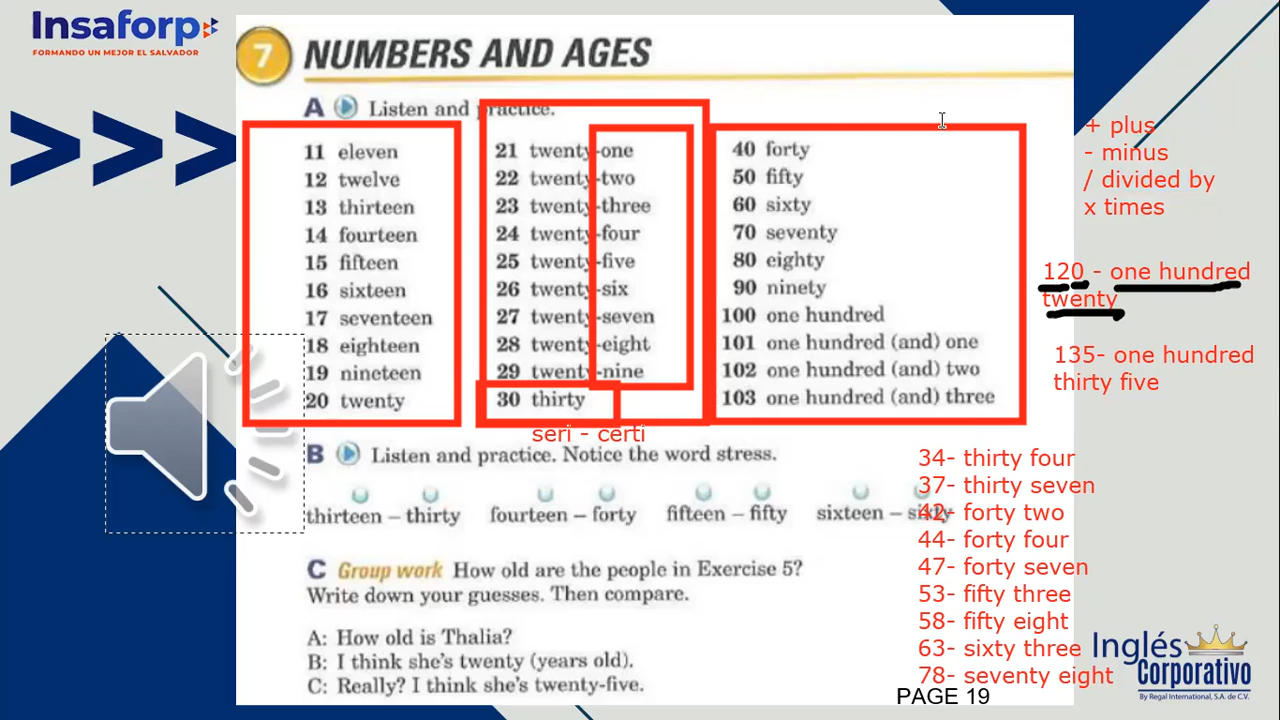 Insaforp
FORMANDO UN MEJOR EL SALVADOR
7 NUMBERS AND AGES
A Listen and practice.
11 eleven
12 twelve
13 thirteen
14 fourteen
15 fifteen
16 sixteen
17 seventeen
18 eighteen
19 nineteen
20 twenty
21 twenty-one
22 twenty-two
23 twenty-three
24 twenty-four
25 twenty-five
26 twenty-six
27 twenty-seven
28 twenty-eight
29 twenty-nine
30 thirty
40 forty
50 fifty
60 sixty
70 seventy
80 eighty
90 ninety
100 one hundred
101 one hundred (and) one
102 one hundred (and) two
103 one hundred (and) three
+ plus
- minus
/ divided by
x times
120 - one hundred
twenty
135- one hundred
thirty five
seri - certi
B Listen and practice. Notice the word stress.
thirteen – thirty
fourteen – forty
fifteen – fifty
sixteen – sixty
34- thirty four
37- thirty seven
42- forty two
44- forty four
47- forty seven
53- fifty three
58- fifty eight
63- sixty three
78- seventy eight
C Group work How old are the people in Exercise 5?
Write down your guesses. Then compare.
A: How old is Thalia?
B: I think she's twenty (years old).
C: Really? I think she's twenty-five.
PAGE 19
Inglés
Corporativo
By Regal International, S.A. de C.V.